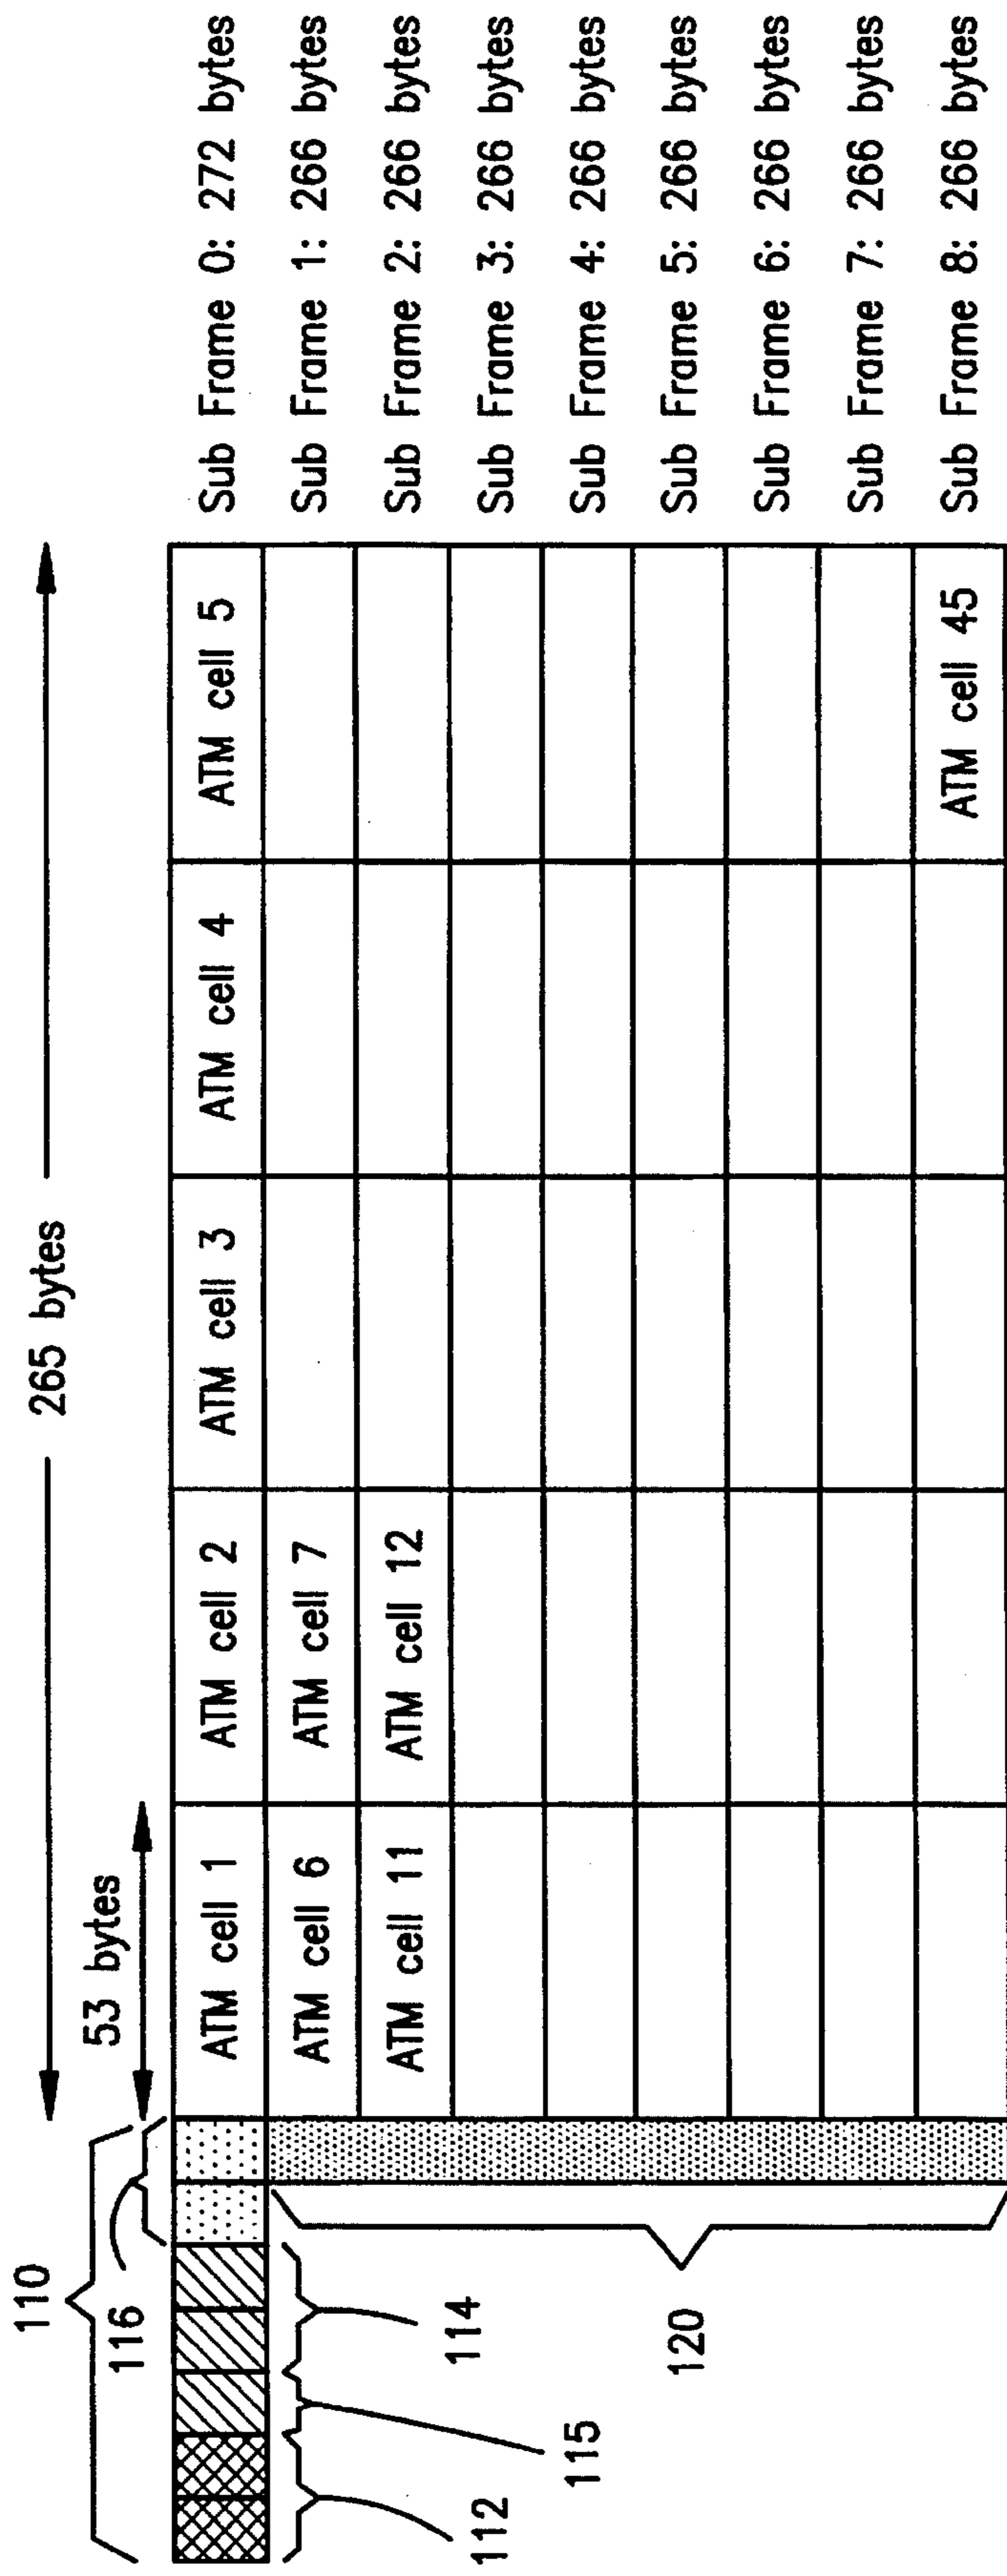 110
265 bytes
116
53 bytes
ATM cell 1
ATM cell 2
ATM cell 3
ATM cell 4
ATM cell 5
Sub Frame 0: 272 bytes
ATM cell 6
ATM cell 7
Sub Frame 1: 266 bytes
ATM cell 11
ATM cell 12
Sub Frame 2: 266 bytes
Sub Frame 3: 266 bytes
Sub Frame 4: 266 bytes
Sub Frame 5: 266 bytes
Sub Frame 6: 266 bytes
Sub Frame 7: 266 bytes
ATM cell 45
Sub Frame 8: 266 bytes
114
115
112
120